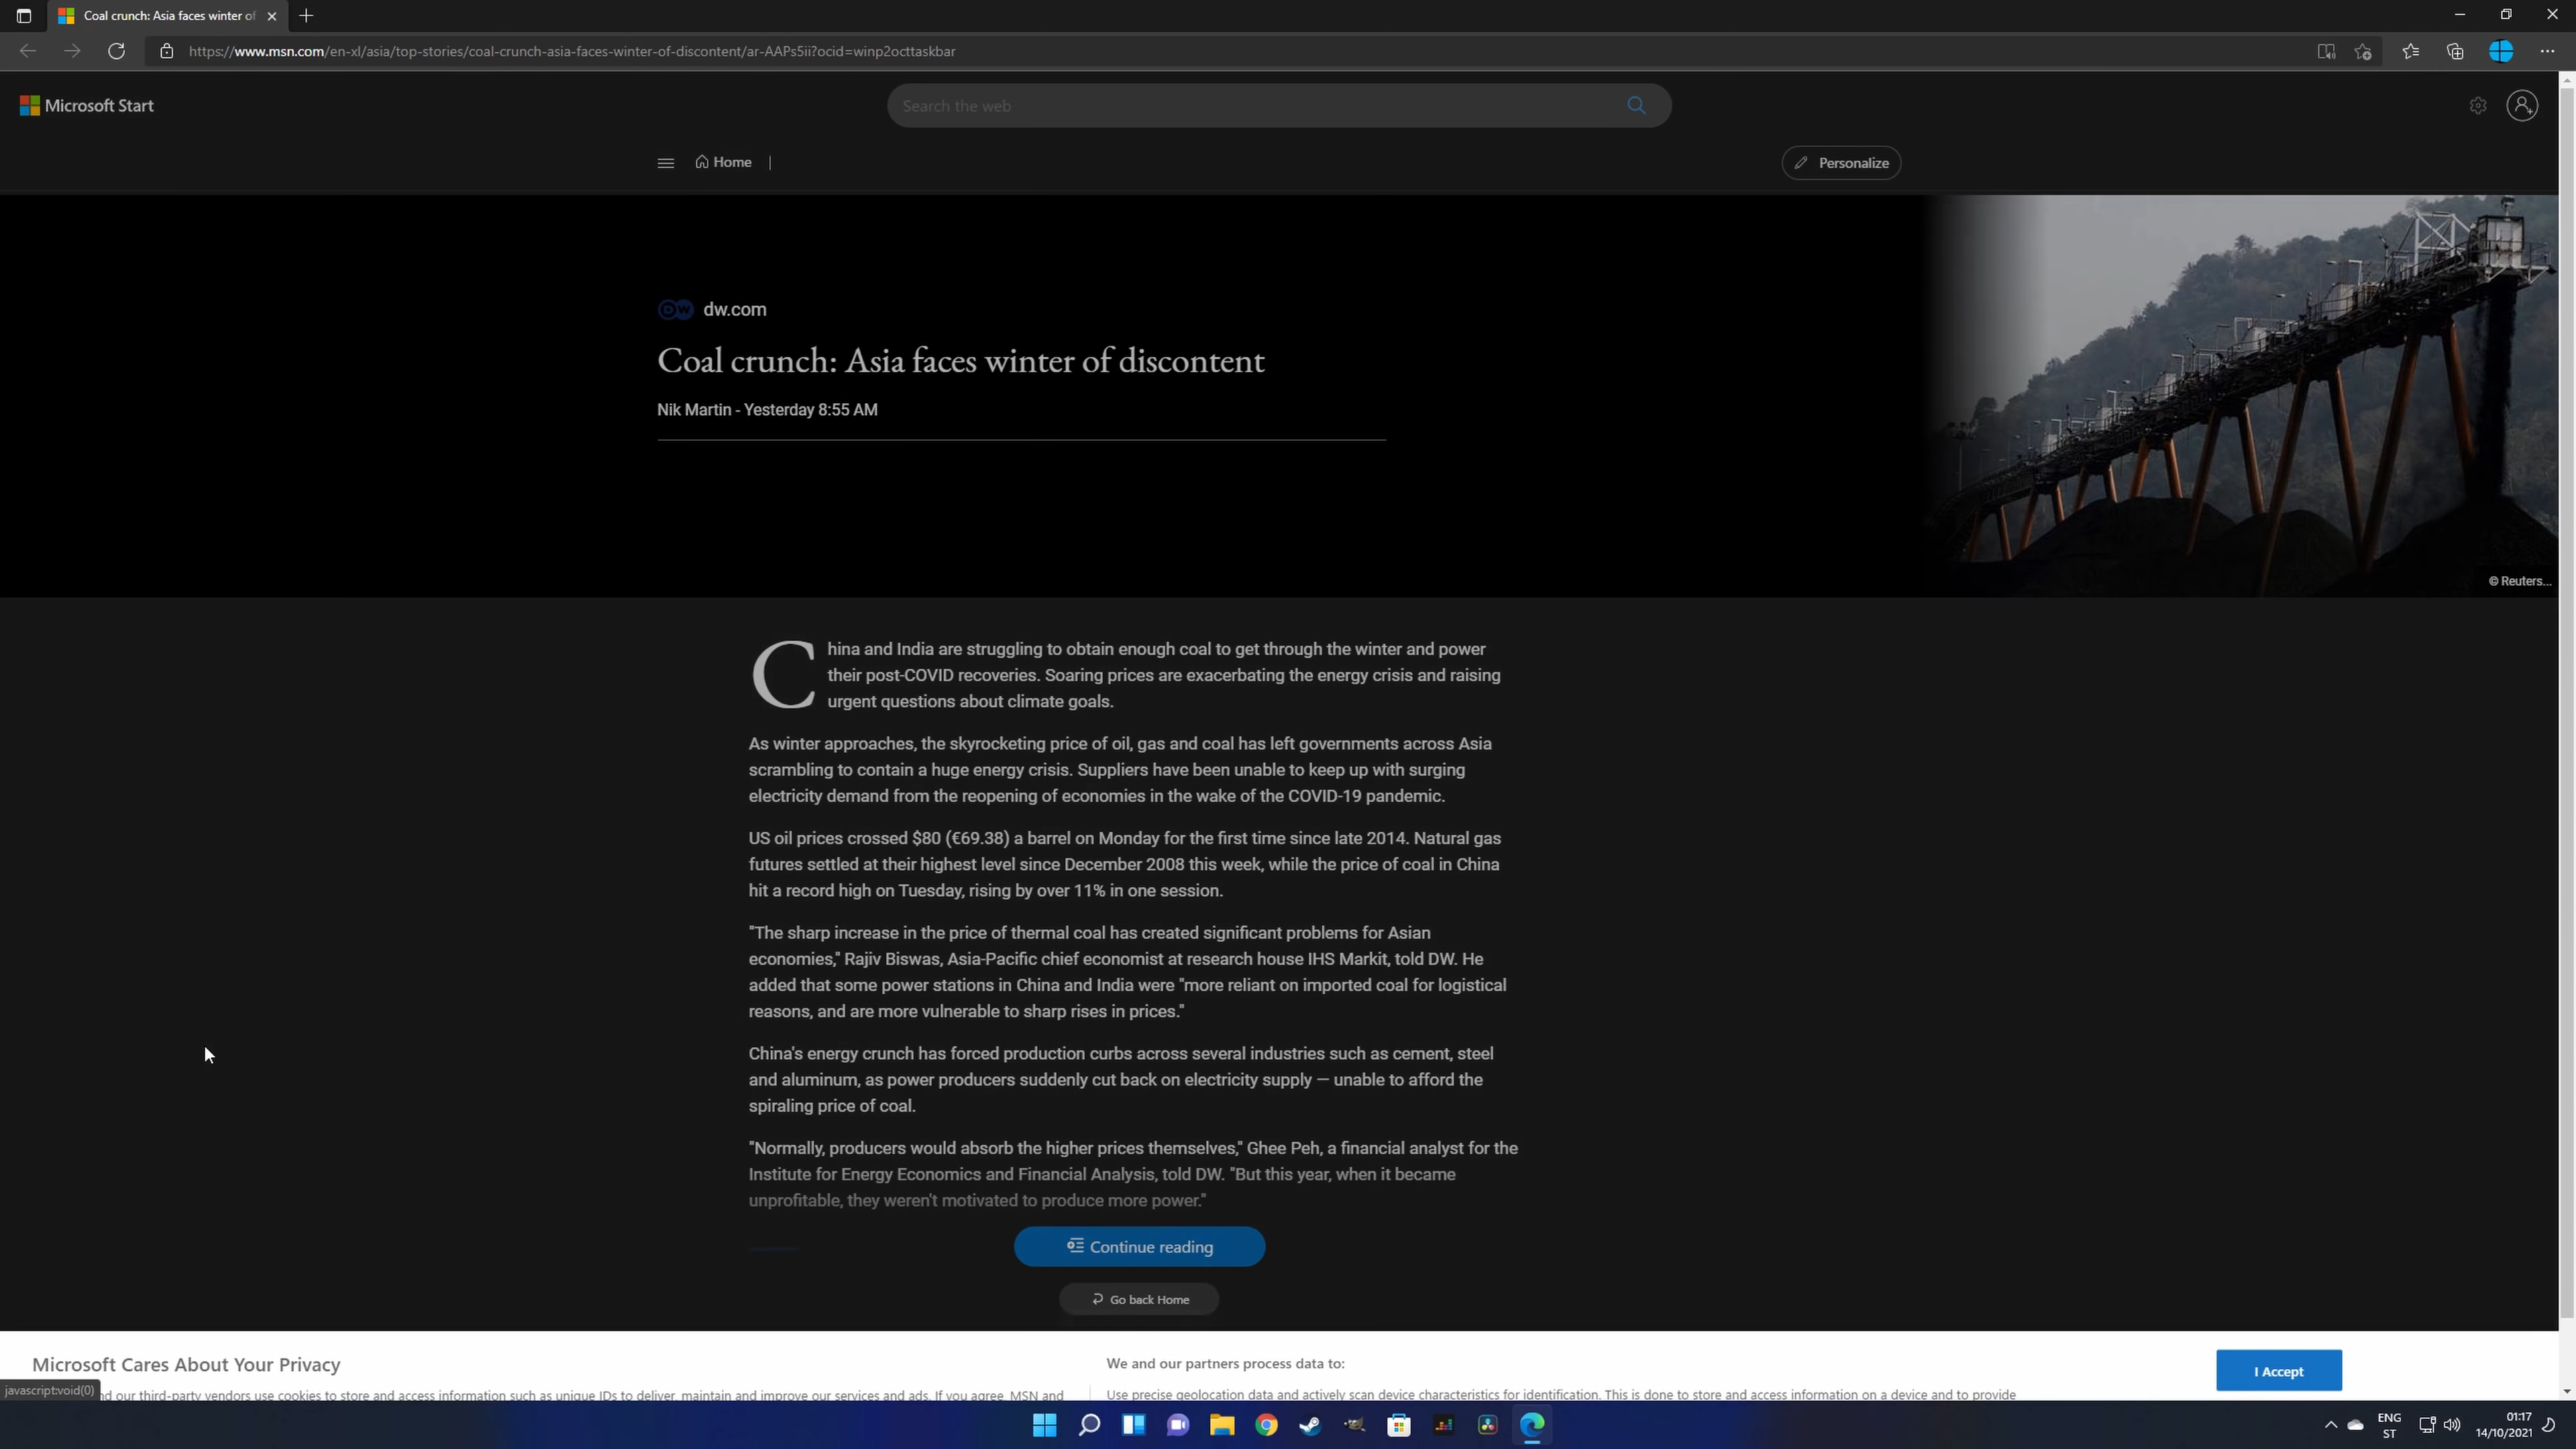 Coal crunch: Asia faces winter of
https://www.msn.com/en-xl/asia/top-stories/coal-crunch-asia-faces-winter-of-discontent/ar-AAPs5ii?ocid=winp2octtaskbar
Microsoft Start
Search the web
Home |
Personalize
DW dw.com
Coal crunch: Asia faces winter of discontent
Nik Martin - Yesterday 8:55 AM
© Reuters...
China and India are struggling to obtain enough coal to get through the winter and power
their post-COVID recoveries. Soaring prices are exacerbating the energy crisis and raising
urgent questions about climate goals.
As winter approaches, the skyrocketing price of oil, gas and coal has left governments across Asia
scrambling to contain a huge energy crisis. Suppliers have been unable to keep up with surging
electricity demand from the reopening of economies in the wake of the COVID-19 pandemic.
US oil prices crossed $80 (€69.38) a barrel on Monday for the first time since late 2014. Natural gas
futures settled at their highest level since December 2008 this week, while the price of coal in China
hit a record high on Tuesday, rising by over 11% in one session.
"The sharp increase in the price of thermal coal has created significant problems for Asian
economies," Rajiv Biswas, Asia-Pacific chief economist at research house IHS Markit, told DW. He
added that some power stations in China and India were "more reliant on imported coal for logistical
reasons, and are more vulnerable to sharp rises in prices."
China's energy crunch has forced production curbs across several industries such as cement, steel
and aluminum, as power producers suddenly cut back on electricity supply — unable to afford the
spiraling price of coal.
"Normally, producers would absorb the higher prices themselves," Ghee Peh, a financial analyst for the
Institute for Energy Economics and Financial Analysis, told DW. "But this year, when it became
unprofitable, they weren't motivated to produce more power."
Continue reading
Go back Home
Microsoft Cares About Your Privacy
javascript:void(0)
nd our third-party vendors use cookies to store and access information such as unique IDs to deliver, maintain and improve our services and ads. If you agree, MSN and
We and our partners process data to:
Use precise geolocation data and actively scan device characteristics for identification. This is done to store and access information on a device and to provide
I Accept
ENG
ST
01:17
14/10/2021